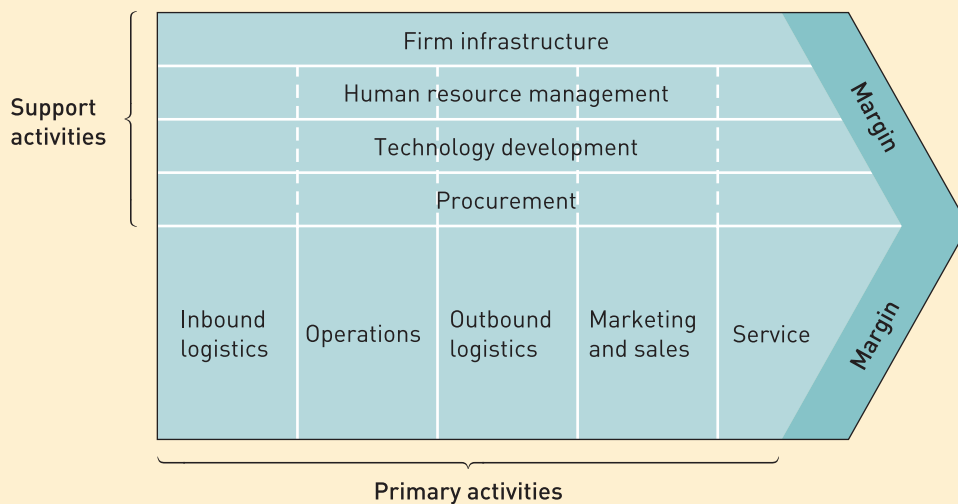 Firm infrastructure
Human resource management
Technology development
Procurement
Support
activities
Margin
Margin
Inbound
logistics
Operations
Outbound
logistics
Marketing
and sales
Service
Primary activities